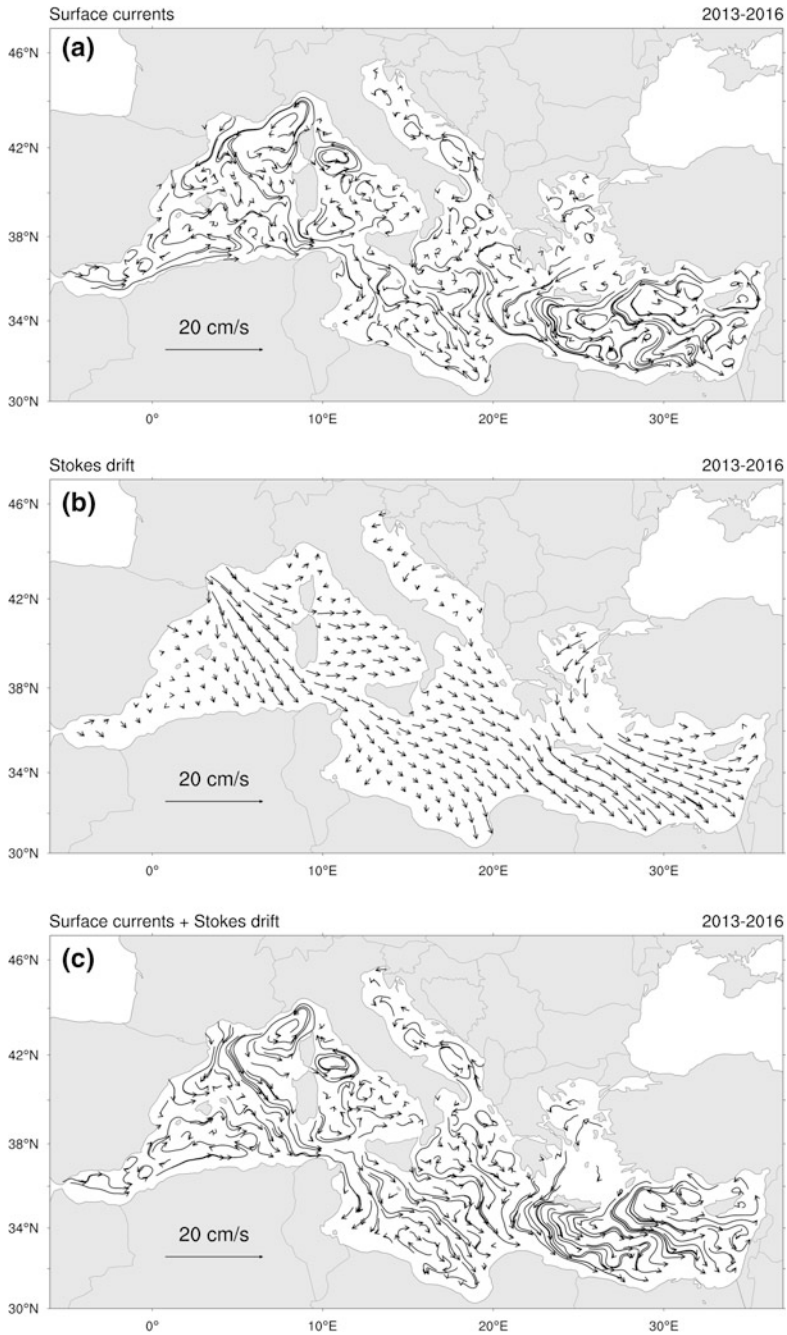 Surface currents 2013-2016
(a)
46°N
42°N
38°N
34°N
30°N
20 cm/s
0° 10°E 20°E 30°E
Stokes drift 2013-2016
(b)
46°N
42°N
38°N
34°N
30°N
20 cm/s
0° 10°E 20°E 30°E
Surface currents + Stokes drift 2013-2016
(c)
46°N
42°N
38°N
34°N
30°N
20 cm/s
0° 10°E 20°E 30°E